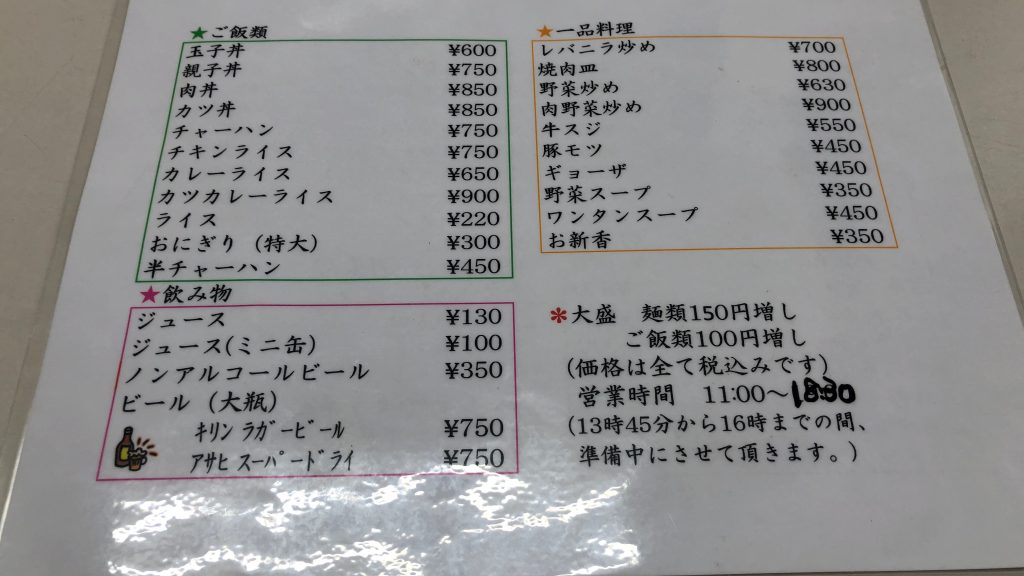 ★ご飯類
玉子丼 ¥600
親子丼 ¥750
肉丼 ¥850
カツ丼 ¥850
チャーハン ¥750
チキンライス ¥750
カレーライス ¥650
カツカレーライス ¥900
ライス ¥220
おにぎり（特大） ¥300
半チャーハン ¥450
★飲み物
ジュース ¥130
ジュース(ミニ缶) ¥100
ノンアルコールビール ¥350
ビール（大瓶）
ｷﾘﾝ ﾗｶﾞｰﾋﾞｰﾙ ¥750
ｱｻﾋ ｽｰﾊﾟｰﾄﾞﾗｲ ¥750
★一品料理
レバニラ炒め ¥700
焼肉皿 ¥800
野菜炒め ¥630
肉野菜炒め ¥900
牛スジ ¥550
豚モツ ¥450
ギョーザ ¥450
野菜スープ ¥350
ワンタンスープ ¥450
お新香 ¥350
＊大盛　麺類150円増し
ご飯類100円増し
(価格は全て税込みです)
営業時間　11:00～18:30
(13時45分から16時までの間、
準備中にさせて頂きます。)